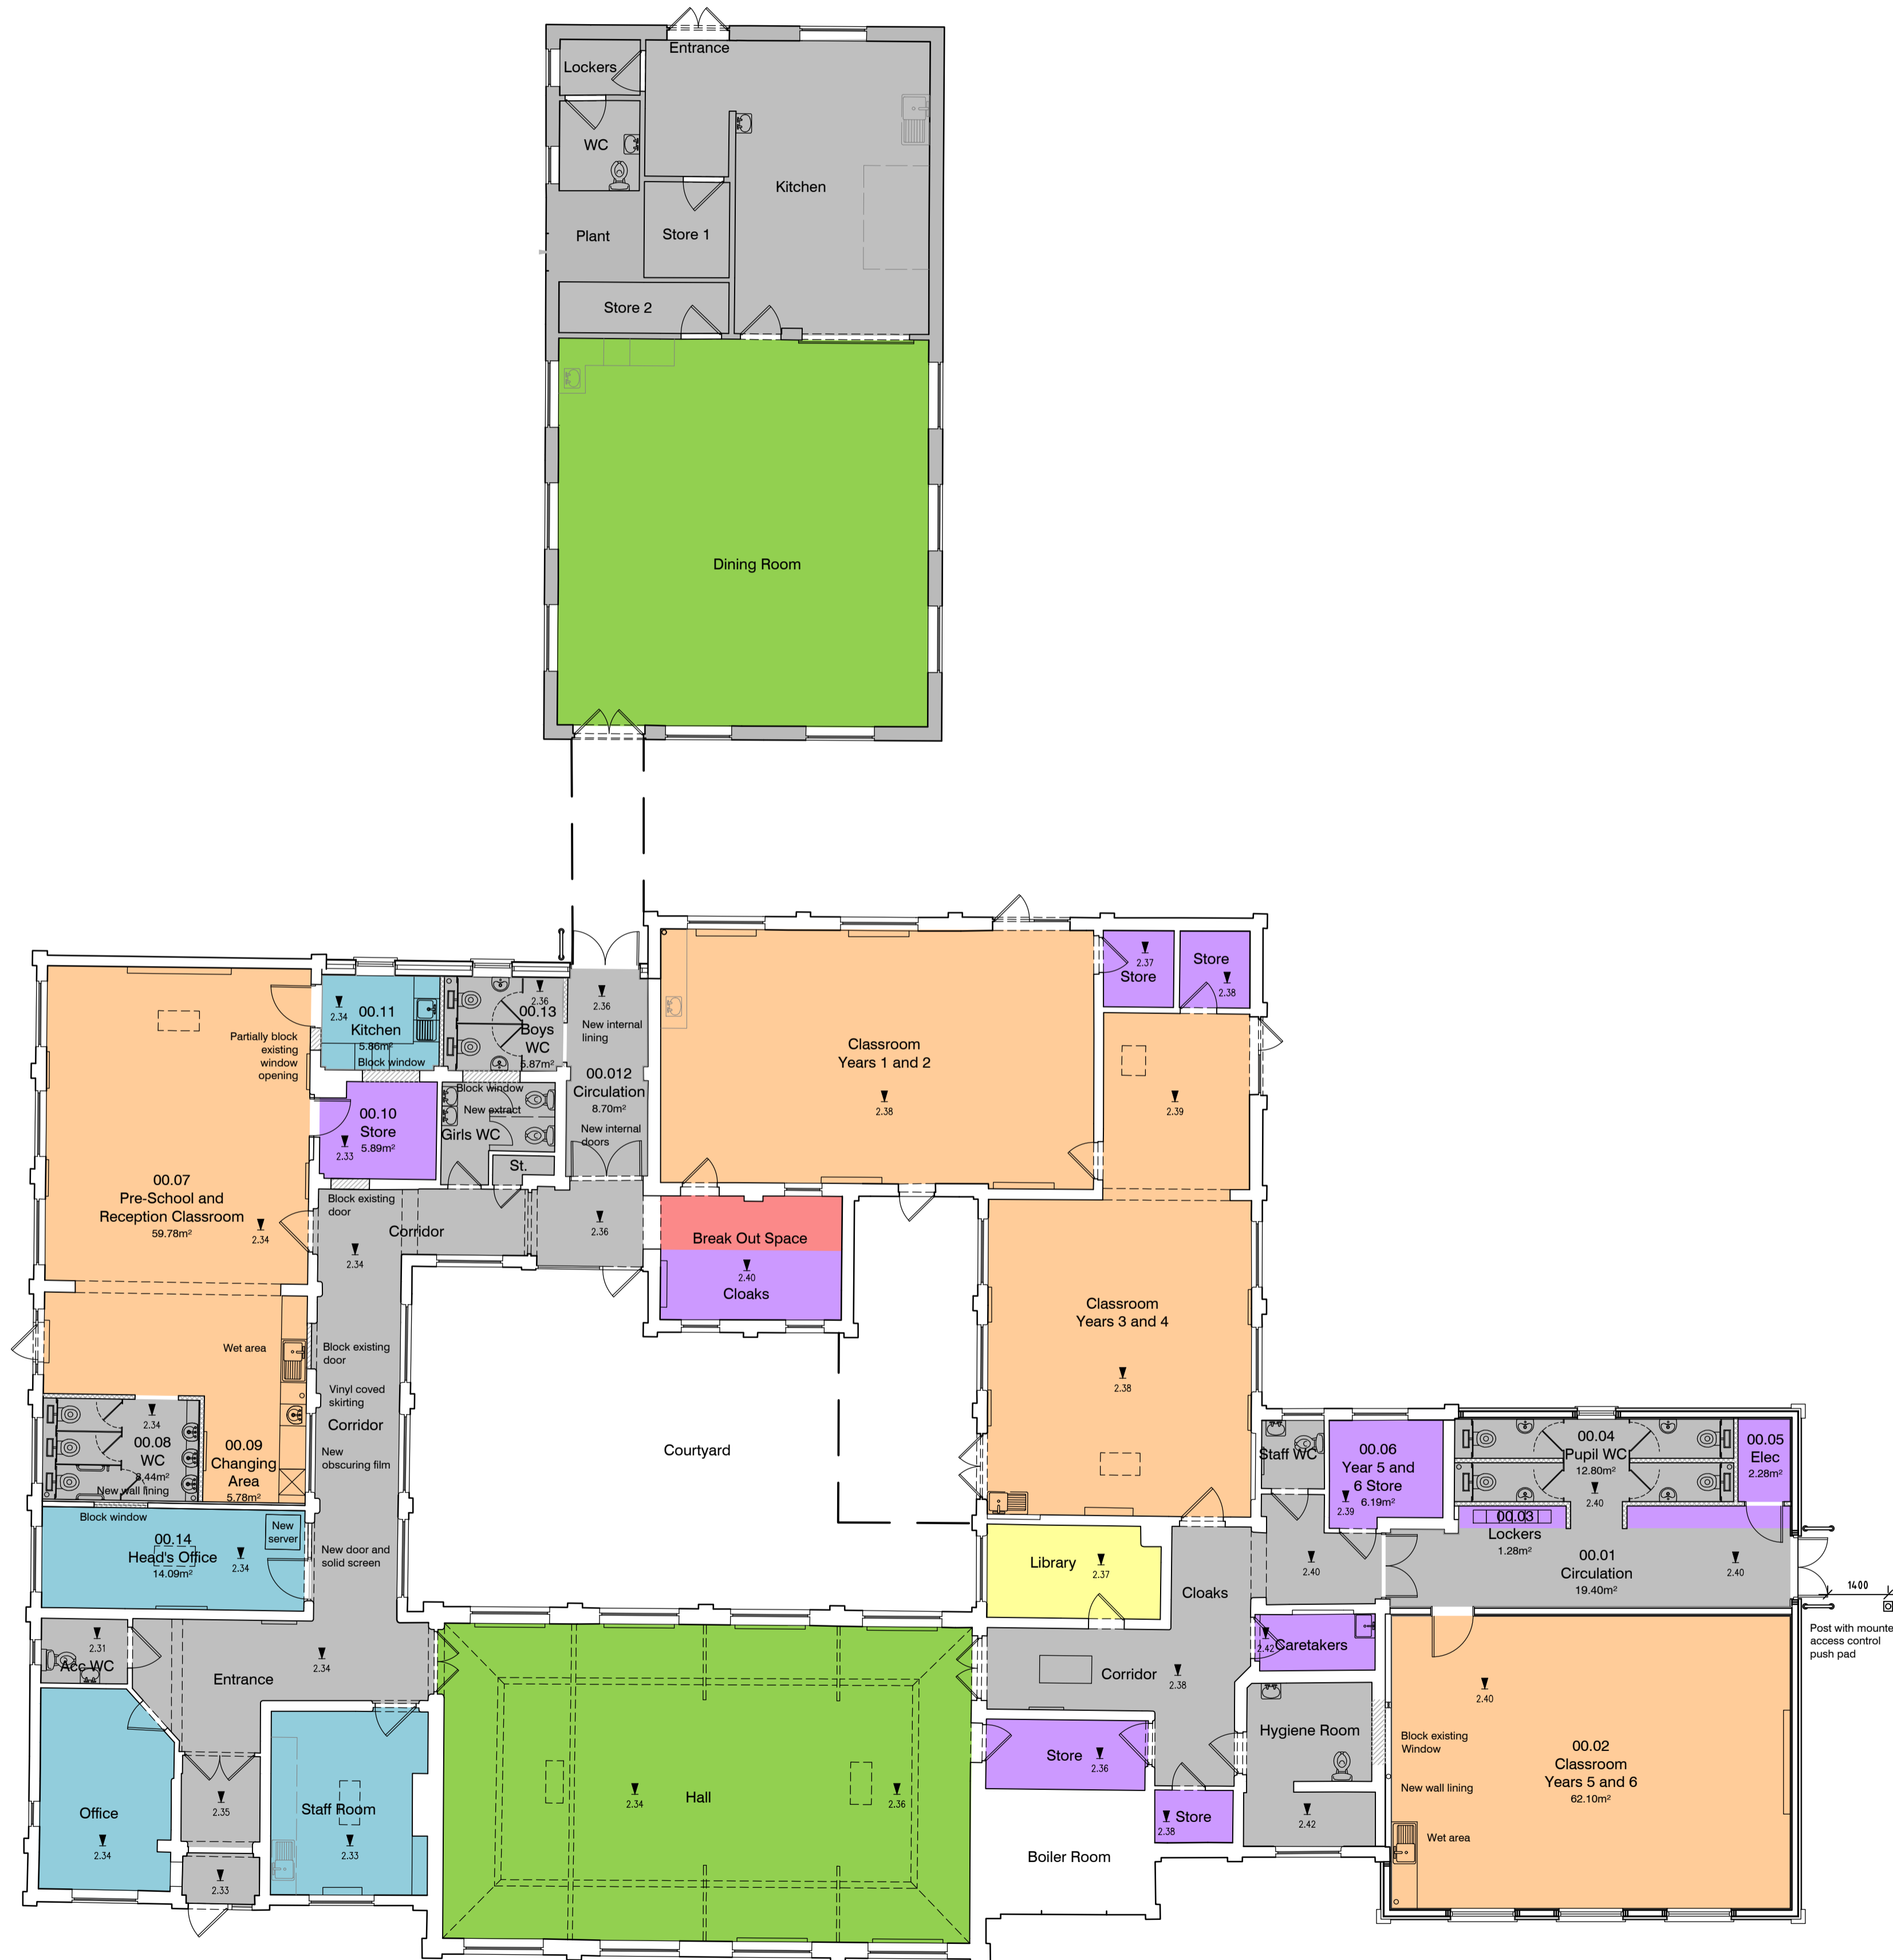 Entrance
Lockers
WC
Kitchen
Plant
Store 1
Store 2
Dining Room
2.37
Store
Store
2.38
2.34
00.11
Kitchen
5.86m²
Block window
2.36
00.13
Boys
WC
5.87m²
2.36
New internal
lining
00.012
Circulation
8.70m²
New internal
doors
Partially block
existing
window
opening
Classroom
Years 1 and 2
2.38
2.39
00.10
Store
5.89m²
2.33
Block window
New extract
Girls WC
St.
00.07
Pre-School and
Reception Classroom
59.78m²
2.34
Block existing
door
Corridor
2.34
2.36
Break Out Space
2.40
Cloaks
Classroom
Years 3 and 4
2.38
Wet area
Block existing
door
Vinyl coved
skirting
Corridor
New
obscuring film
Courtyard
2.34
00.08
WC
8.44m²
New wall lining
00.09
Changing
Area
5.78m²
Staff WC
00.06
Year 5 and
6 Store
6.19m²
2.39
00.04
Pupil WC
12.80m²
2.40
00.05
Elec
2.28m²
Block window
00.14
Head's Office
14.09m²
2.34
New
server
New door and
solid screen
Library
2.37
Cloaks
2.40
00.03
Lockers
1.28m²
00.01
Circulation
19.40m²
2.40
1400
Post with mounte
access control
push pad
2.31
Acc WC
Entrance
2.34
2.42
Caretakers
Corridor
2.38
2.40
Hygiene Room
Block existing
Window
New wall lining
00.02
Classroom
Years 5 and 6
62.10m²
Wet area
Store
2.36
Office
2.34
2.35
2.33
Staff Room
2.33
Hall
2.34
2.36
Store
2.38
2.42
Boiler Room